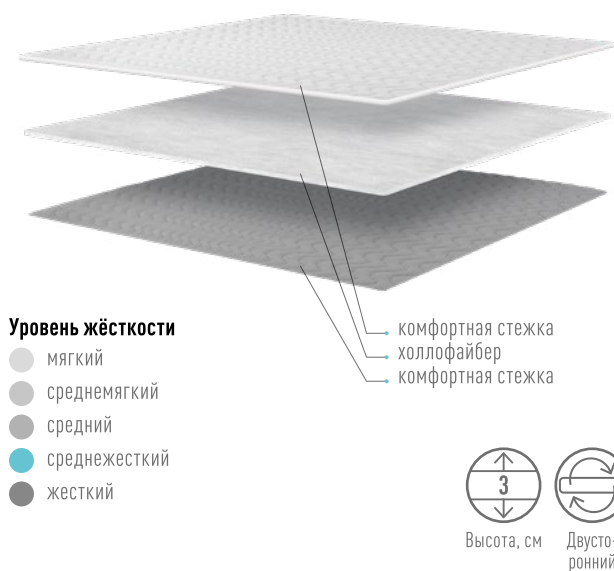 комфортная стежка
холлофайбер
комфортная стежка
Уровень жёсткости
мягкий
среднемягкий
средний
среднежесткий
жесткий
3
Высота, см
Двусто-
ронний